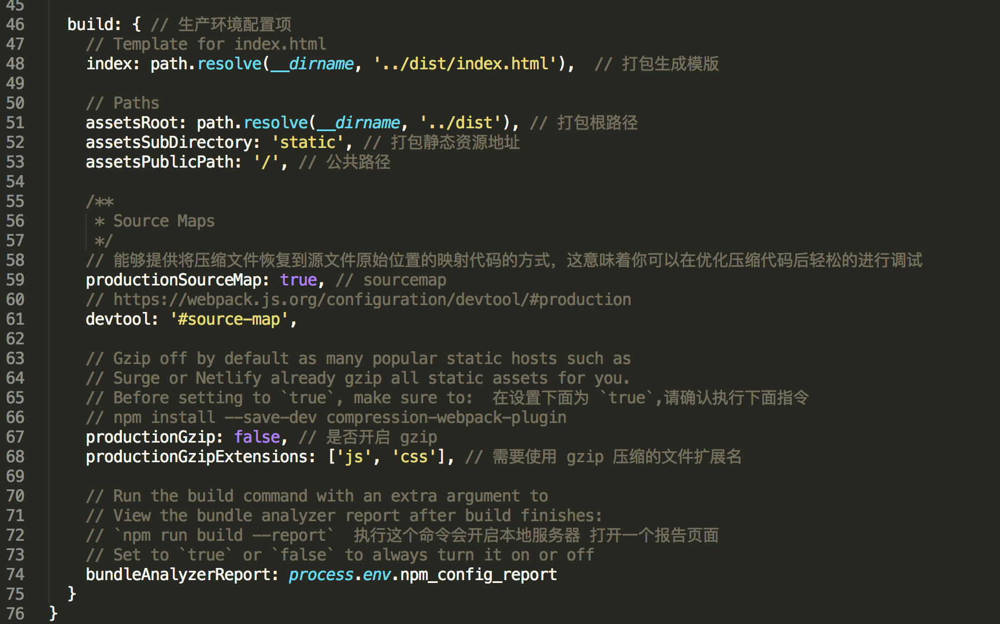 45
46 build: { // 生产环境配置项
47 // Template for index.html
48 index: path.resolve(__dirname, '../dist/index.html'),  // 打包生成模版
49
50 // Paths
51 assetsRoot: path.resolve(__dirname, '../dist'), // 打包根路径
52 assetsSubDirectory: 'static', // 打包静态资源地址
53 assetsPublicPath: '/', // 公共路径
54
55 /**
56 * Source Maps
57 */
58 // 能够提供将压缩文件恢复到源文件原始位置的映射代码的方式，这意味着你可以在优化压缩代码后轻松的进行调试
59 productionSourceMap: true, // sourcemap
60 // https://webpack.js.org/configuration/devtool/#production
61 devtool: '#source-map',
62
63 // Gzip off by default as many popular static hosts such as
64 // Surge or Netlify already gzip all static assets for you.
65 // Before setting to `true`, make sure to:  在设置下面为 `true`,请确认执行下面指令
66 // npm install --save-dev compression-webpack-plugin
67 productionGzip: false, // 是否开启 gzip
68 productionGzipExtensions: ['js', 'css'], // 需要使用 gzip 压缩的文件扩展名
69
70 // Run the build command with an extra argument to
71 // View the bundle analyzer report after build finishes:
72 // `npm run build --report`  执行这个命令会开启本地服务器 打开一个报告页面
73 // Set to `true` or `false` to always turn it on or off
74 bundleAnalyzerReport: process.env.npm_config_report
75 }
76 }